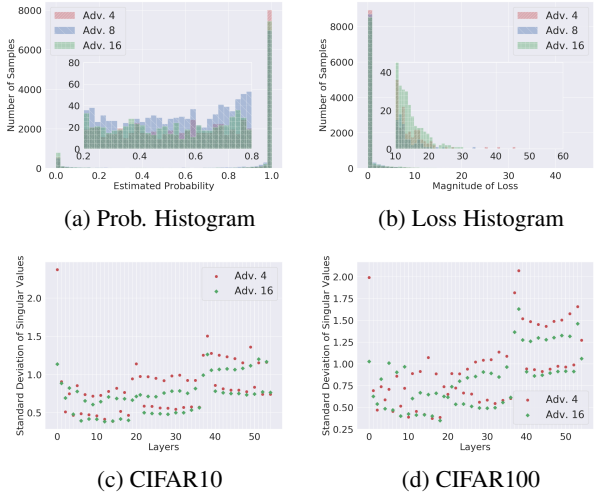 Adv. 4
Adv. 8
Adv. 16
Number of Samples
8000
6000
4000
2000
0
80
60
40
20
0
0.2 0.4 0.6 0.8
0.0 0.2 0.4 0.6 0.8 1.0
Estimated Probability
(a) Prob. Histogram
Adv. 4
Adv. 8
Adv. 16
Number of Samples
8000
6000
4000
2000
0
40
20
0
10 20 30 40 50 60
0 10 20 30 40
Magnitude of Loss
(b) Loss Histogram
Adv. 4
Adv. 16
Standard Deviation of Singular Values
2.0
1.5
1.0
0.5
0 10 20 30 40 50
Layers
(c) CIFAR10
Standard Deviation of Singular Values
2.00
1.75
1.50
1.25
1.00
0.75
0.50
0.25
Adv. 4
Adv. 16
0 10 20 30 40 50
Layers
(d) CIFAR100